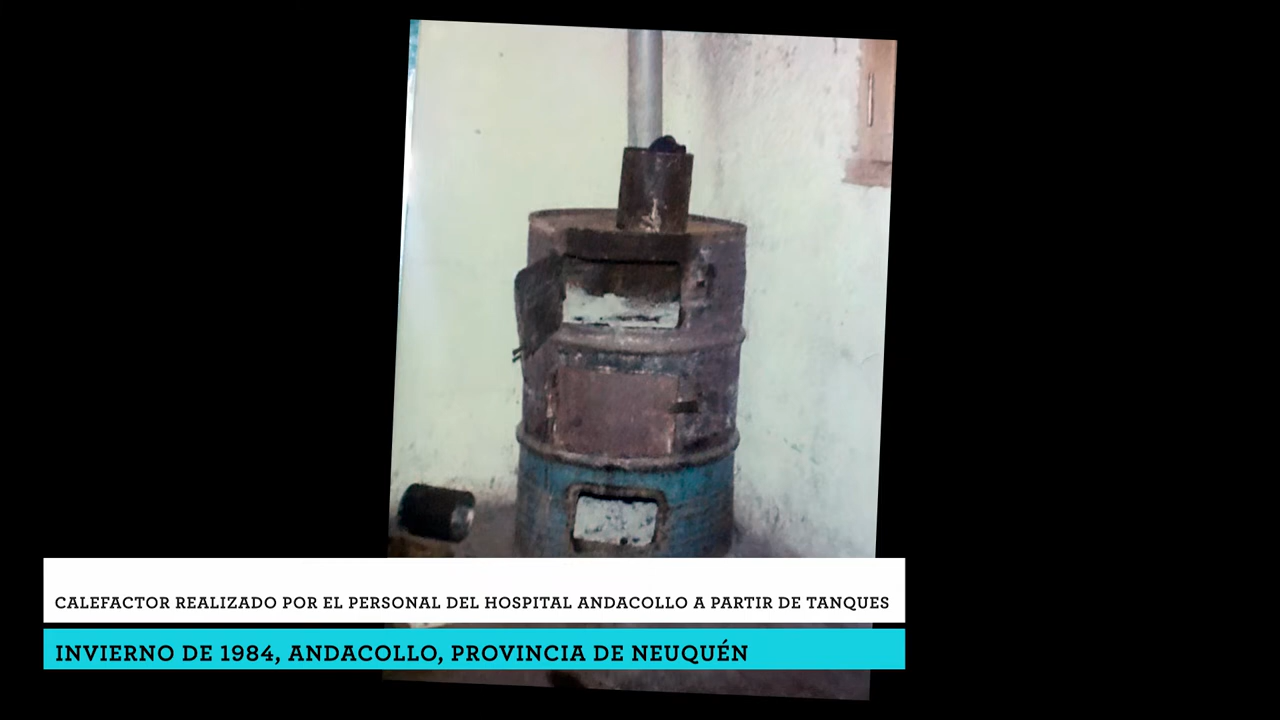 CALEFACTOR REALIZADO POR EL PERSONAL DEL HOSPITAL ANDACOLLO A PARTIR DE TANQUES
INVIERNO DE 1984, ANDACOLLO, PROVINCIA DE NEUQUÉN